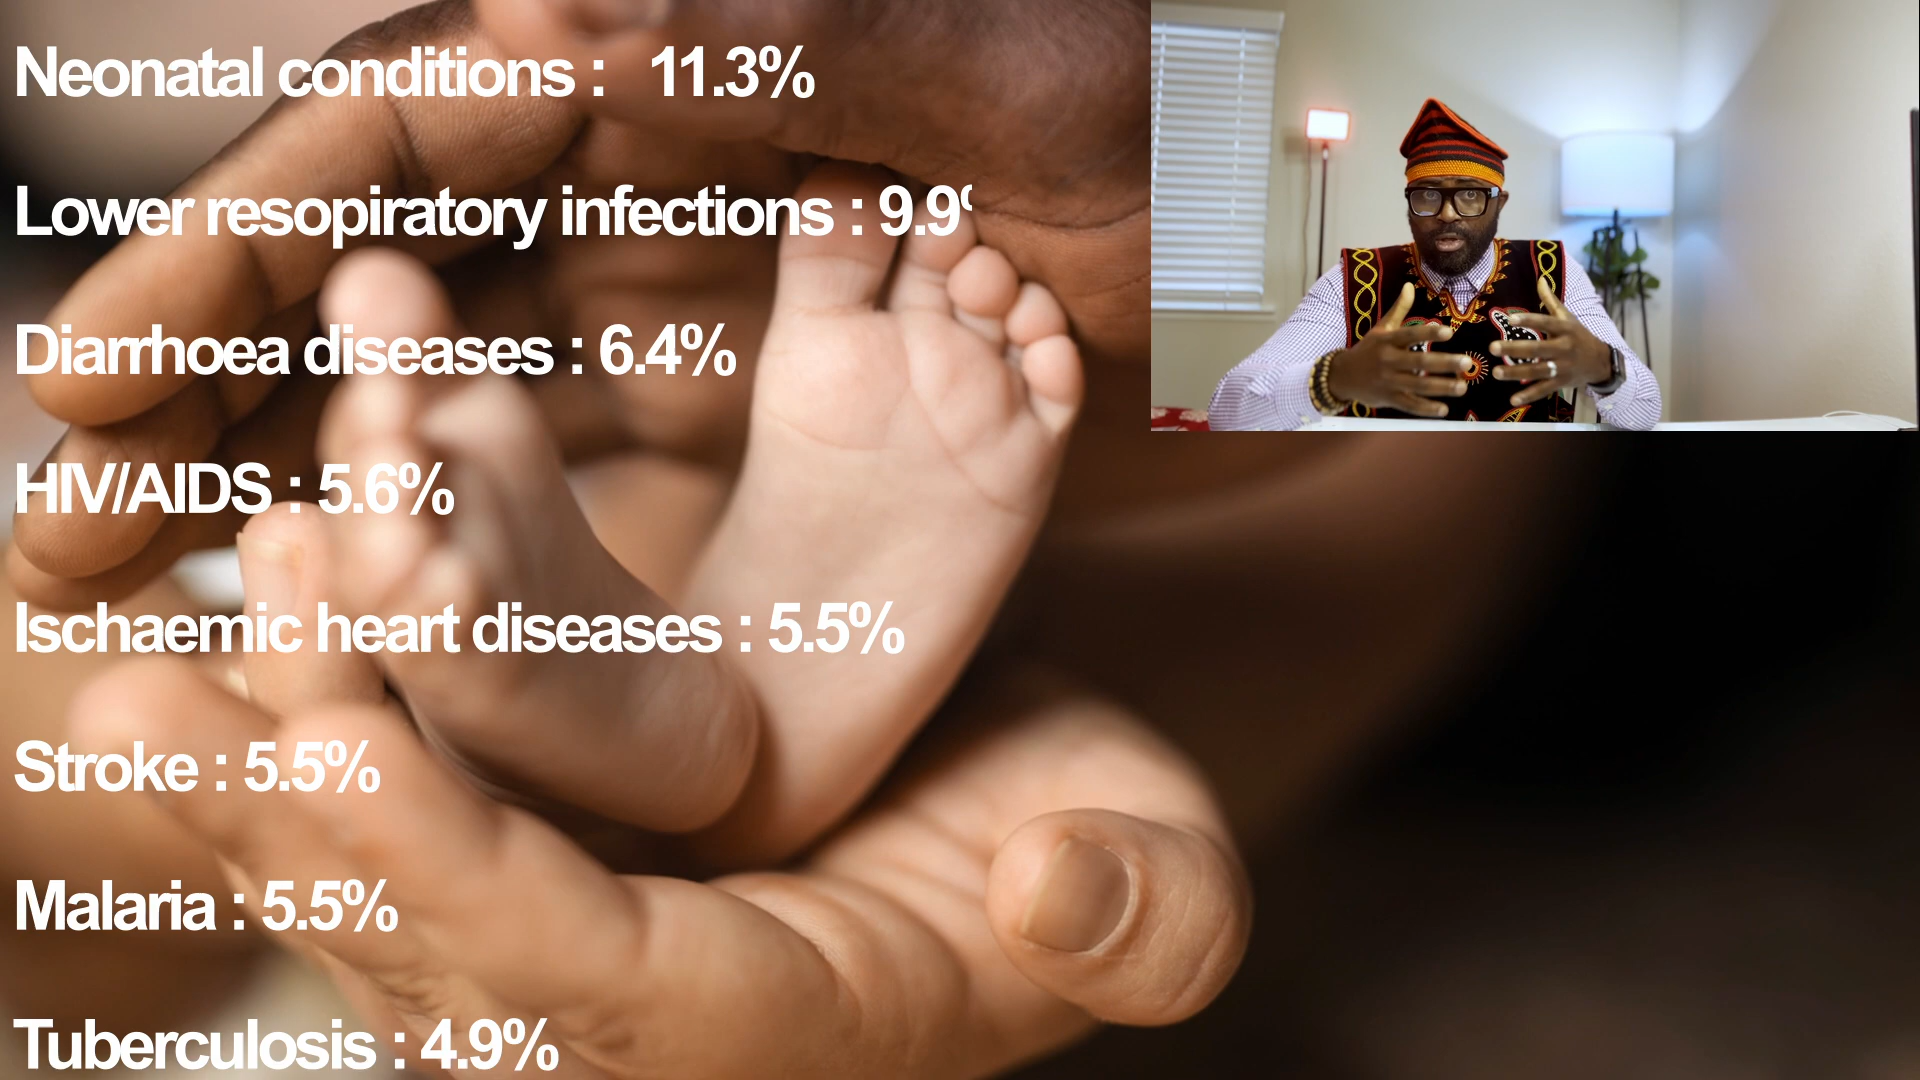 Neonatal conditions : 11.3%
Lower resopiratory infections : 9.9
Diarrhoea diseases : 6.4%
HIV/AIDS : 5.6%
Ischaemic heart diseases : 5.5%
Stroke : 5.5%
Malaria : 5.5%
Tuberculosis : 4.9%